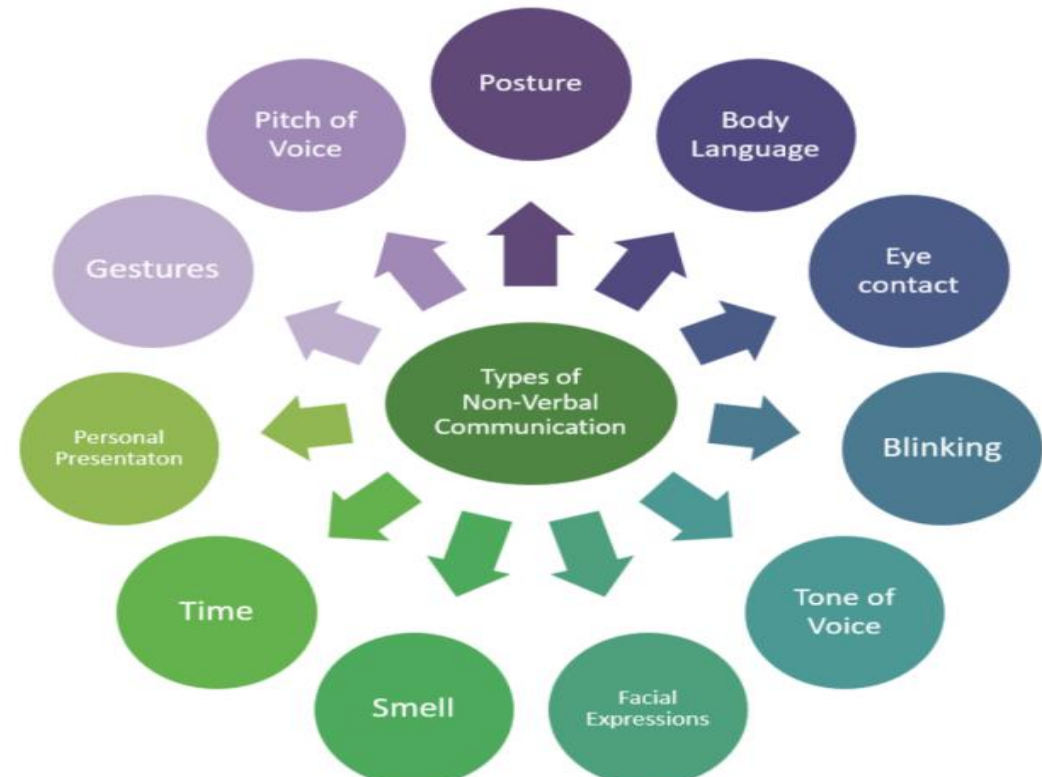 Posture
Body
Language
Eye
contact
Blinking
Tone of
Voice
Facial
Expressions
Smell
Time
Personal
Presentaton
Gestures
Pitch of
Voice
Types of
Non-Verbal
Communication